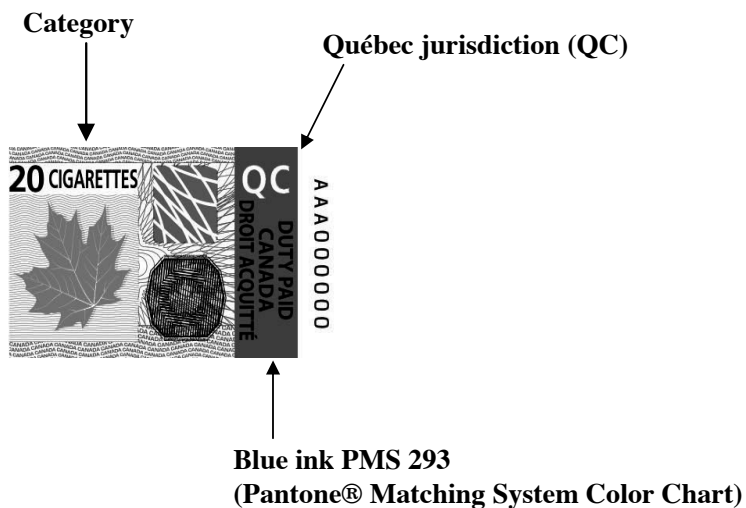 Category
Québec jurisdiction (QC)
20 CIGARETTES
QC
DUTY PAID
CANADA
DROIT ACQUITTÉ
AAA000000
Blue ink PMS 293
(Pantone® Matching System Color Chart)